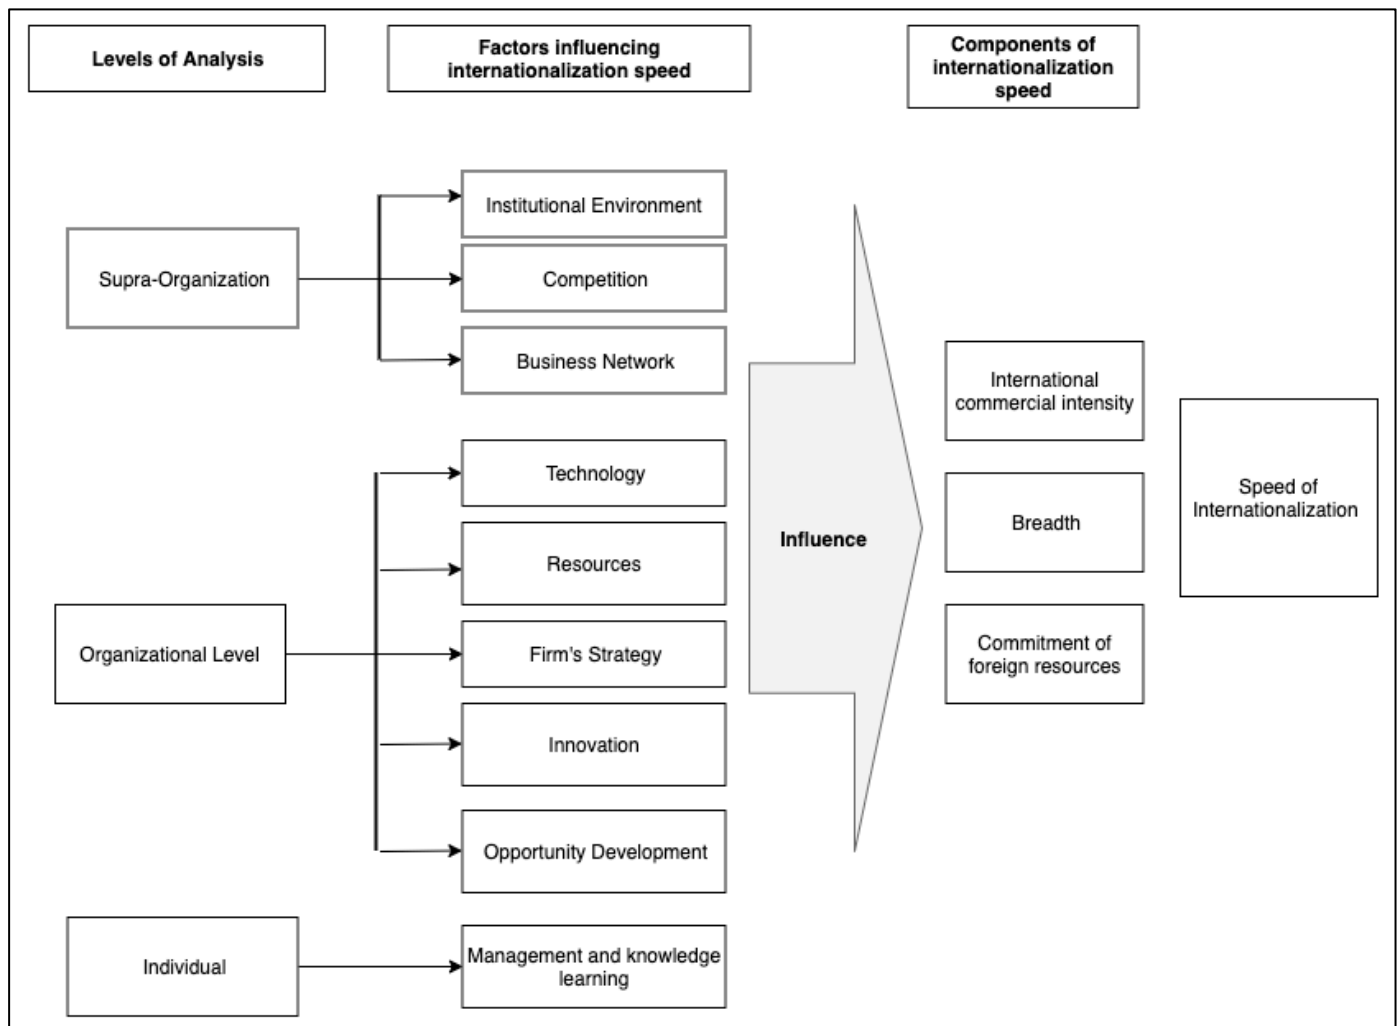 Levels of Analysis
Factors influencing
internationalization speed
Components of
internationalization
speed
Supra-Organization
Institutional Environment
Competition
Business Network
Organizational Level
Technology
Resources
Firm's Strategy
Innovation
Opportunity Development
Individual
Management and knowledge
learning
Influence
International
commercial intensity
Breadth
Commitment of
foreign resources
Speed of
Internationalization